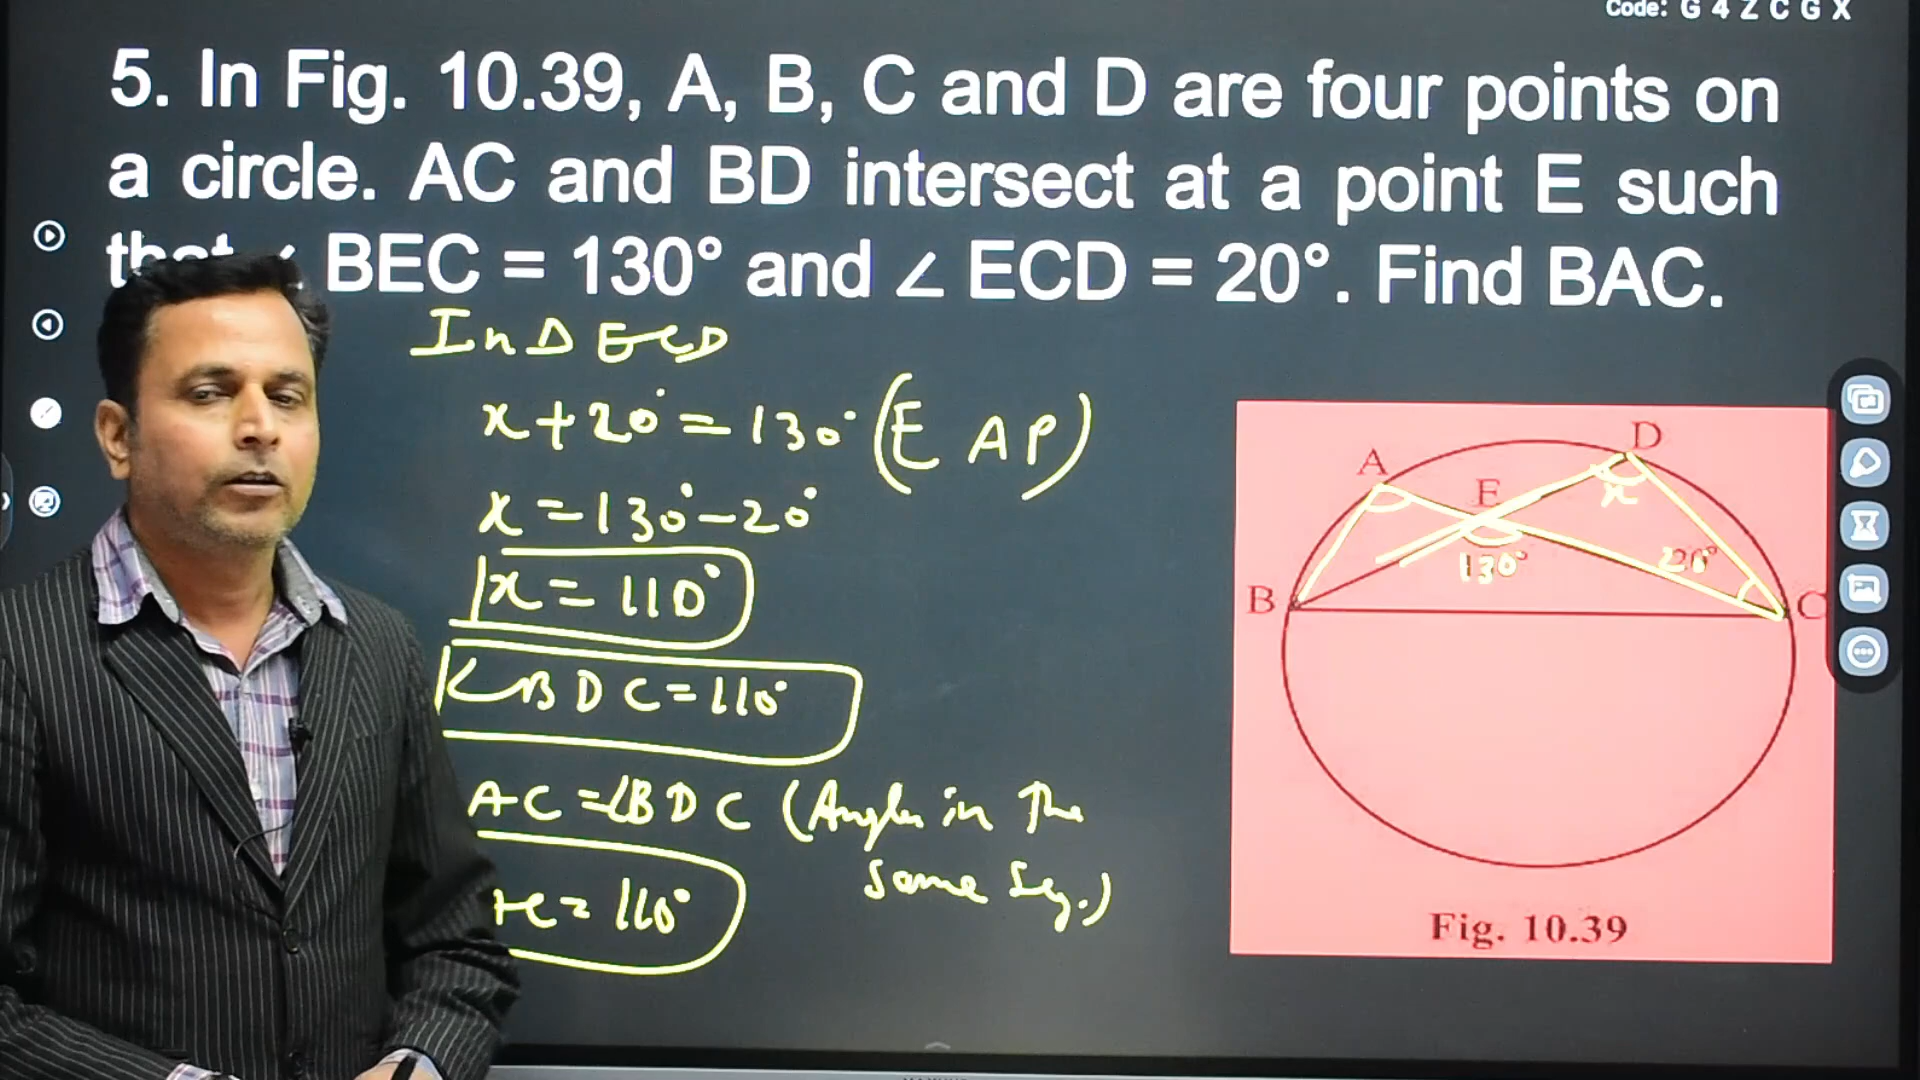 Code: G 4 Z C G X
5. In Fig. 10.39, A, B, C and D are four points on
a circle. AC and BD intersect at a point E such
that ∠ BEC = 130° and ∠ ECD = 20°. Find BAC.
In Δ ECD
x + 20° = 130° (E A P)
x = 130° - 20°
x = 110°
∠BDC = 110°
AC = ∠BDC (Angles in the
same seg.)
= 110°
A
D
E
x
130°
20°
B
C
Fig. 10.39